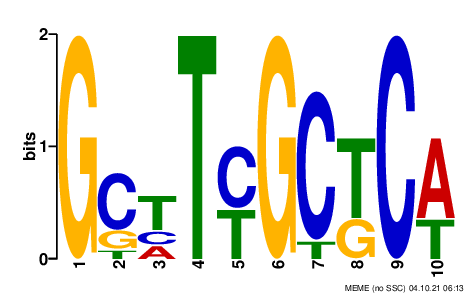 2
bits
1
0
G C T T C G C T C A
G C T T G T
T A
1 2 3 4 5 6 7 8 9 10
MEME (no SSC) 04.10.21 06:13